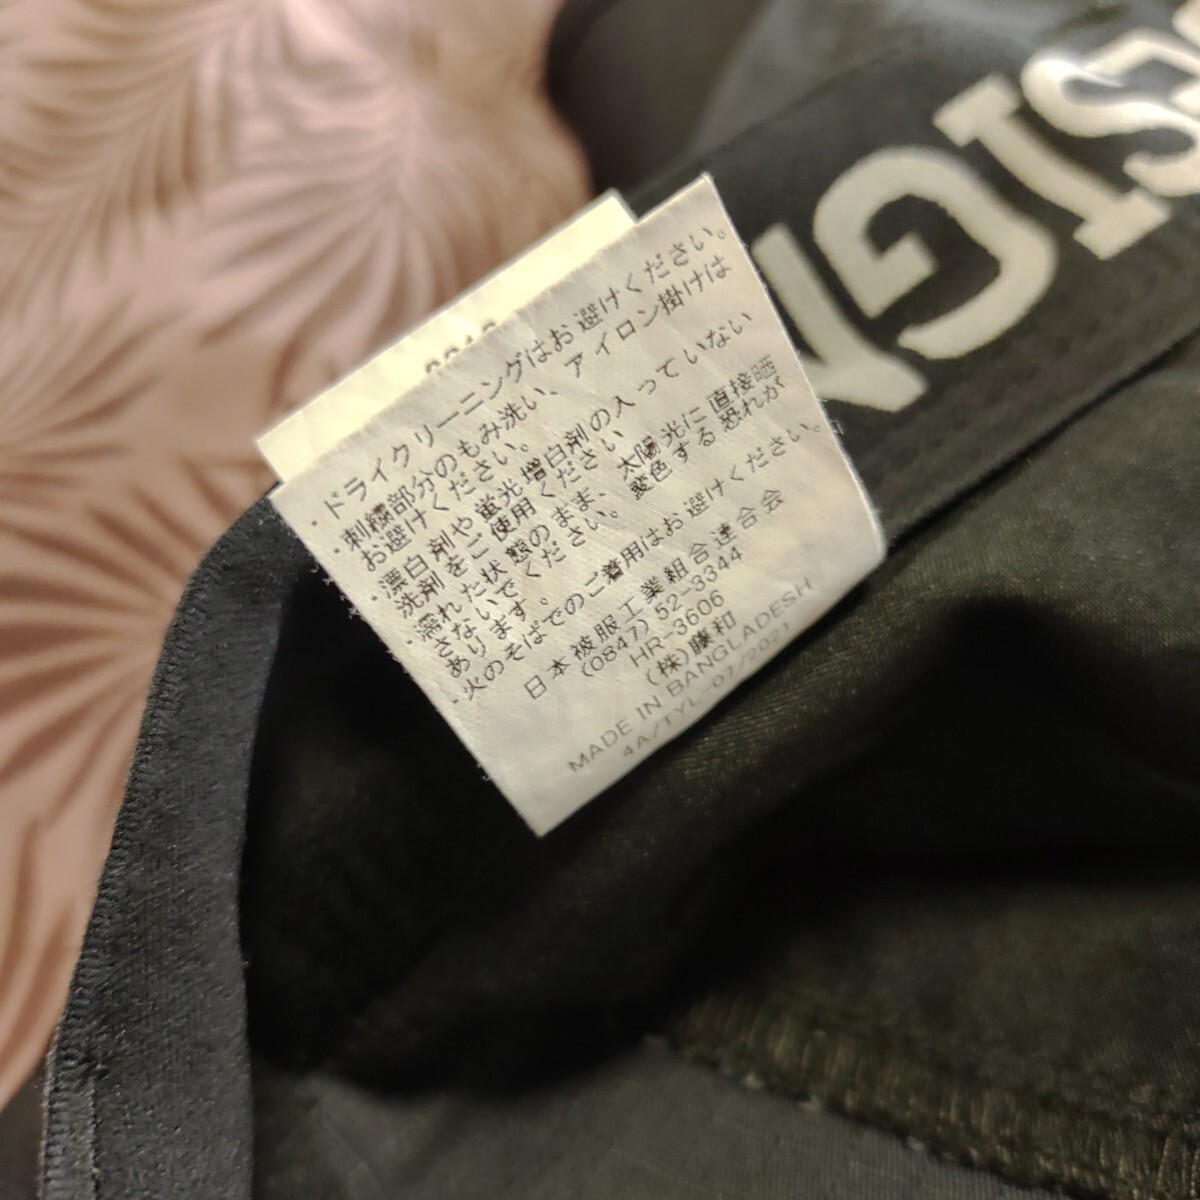 ・ドライクリーニングはお避けください。
・刺繍部分のもみ洗い、アイロン掛けは
お避けください。
・漂白剤や蛍光増白剤の入っていない
洗剤をご使用ください
・濡れた状態のまま、太陽光に直接晒
さないでください。変色する恐れが
あります。
・火のそばでのご着用はお避けください。
日本被服工業組合連合会
(0847) 52-3344
HR-3606
(株)藤和
MADE IN BANGLADESH
4A/TYL-07/2021
ESIGN